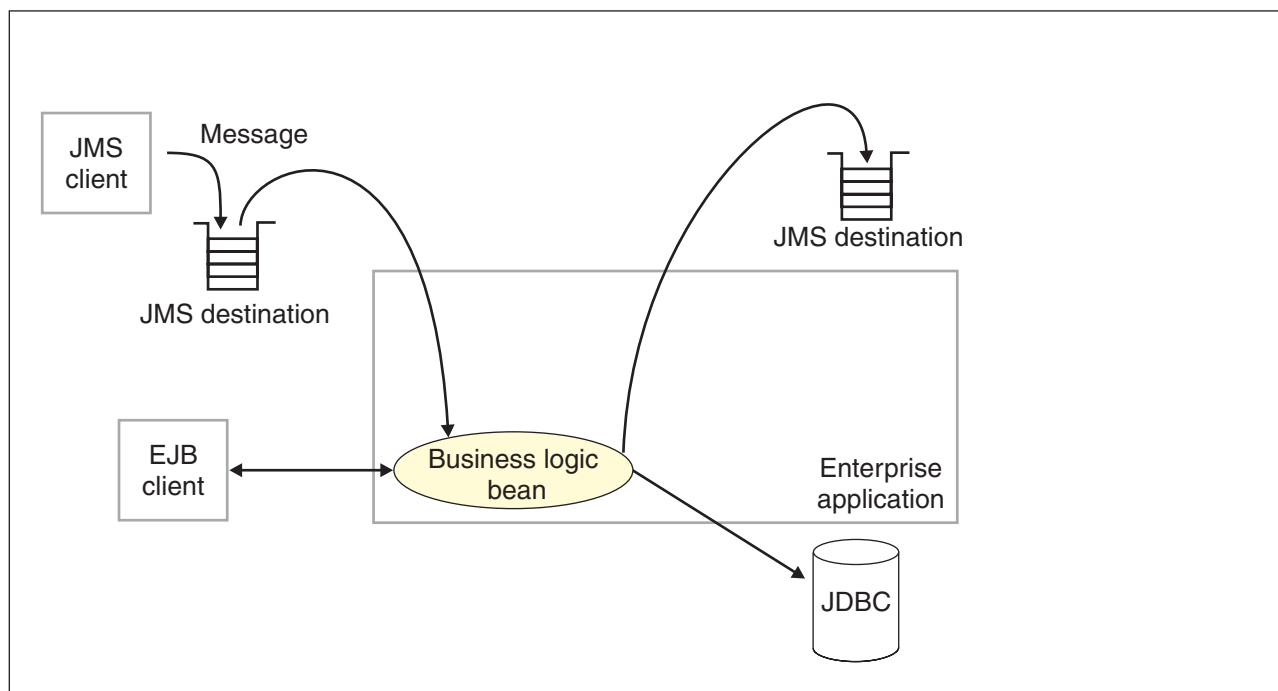 Message
JMS
client
JMS destination
JMS destination
EJB
client
Business logic
bean
Enterprise
application
JDBC